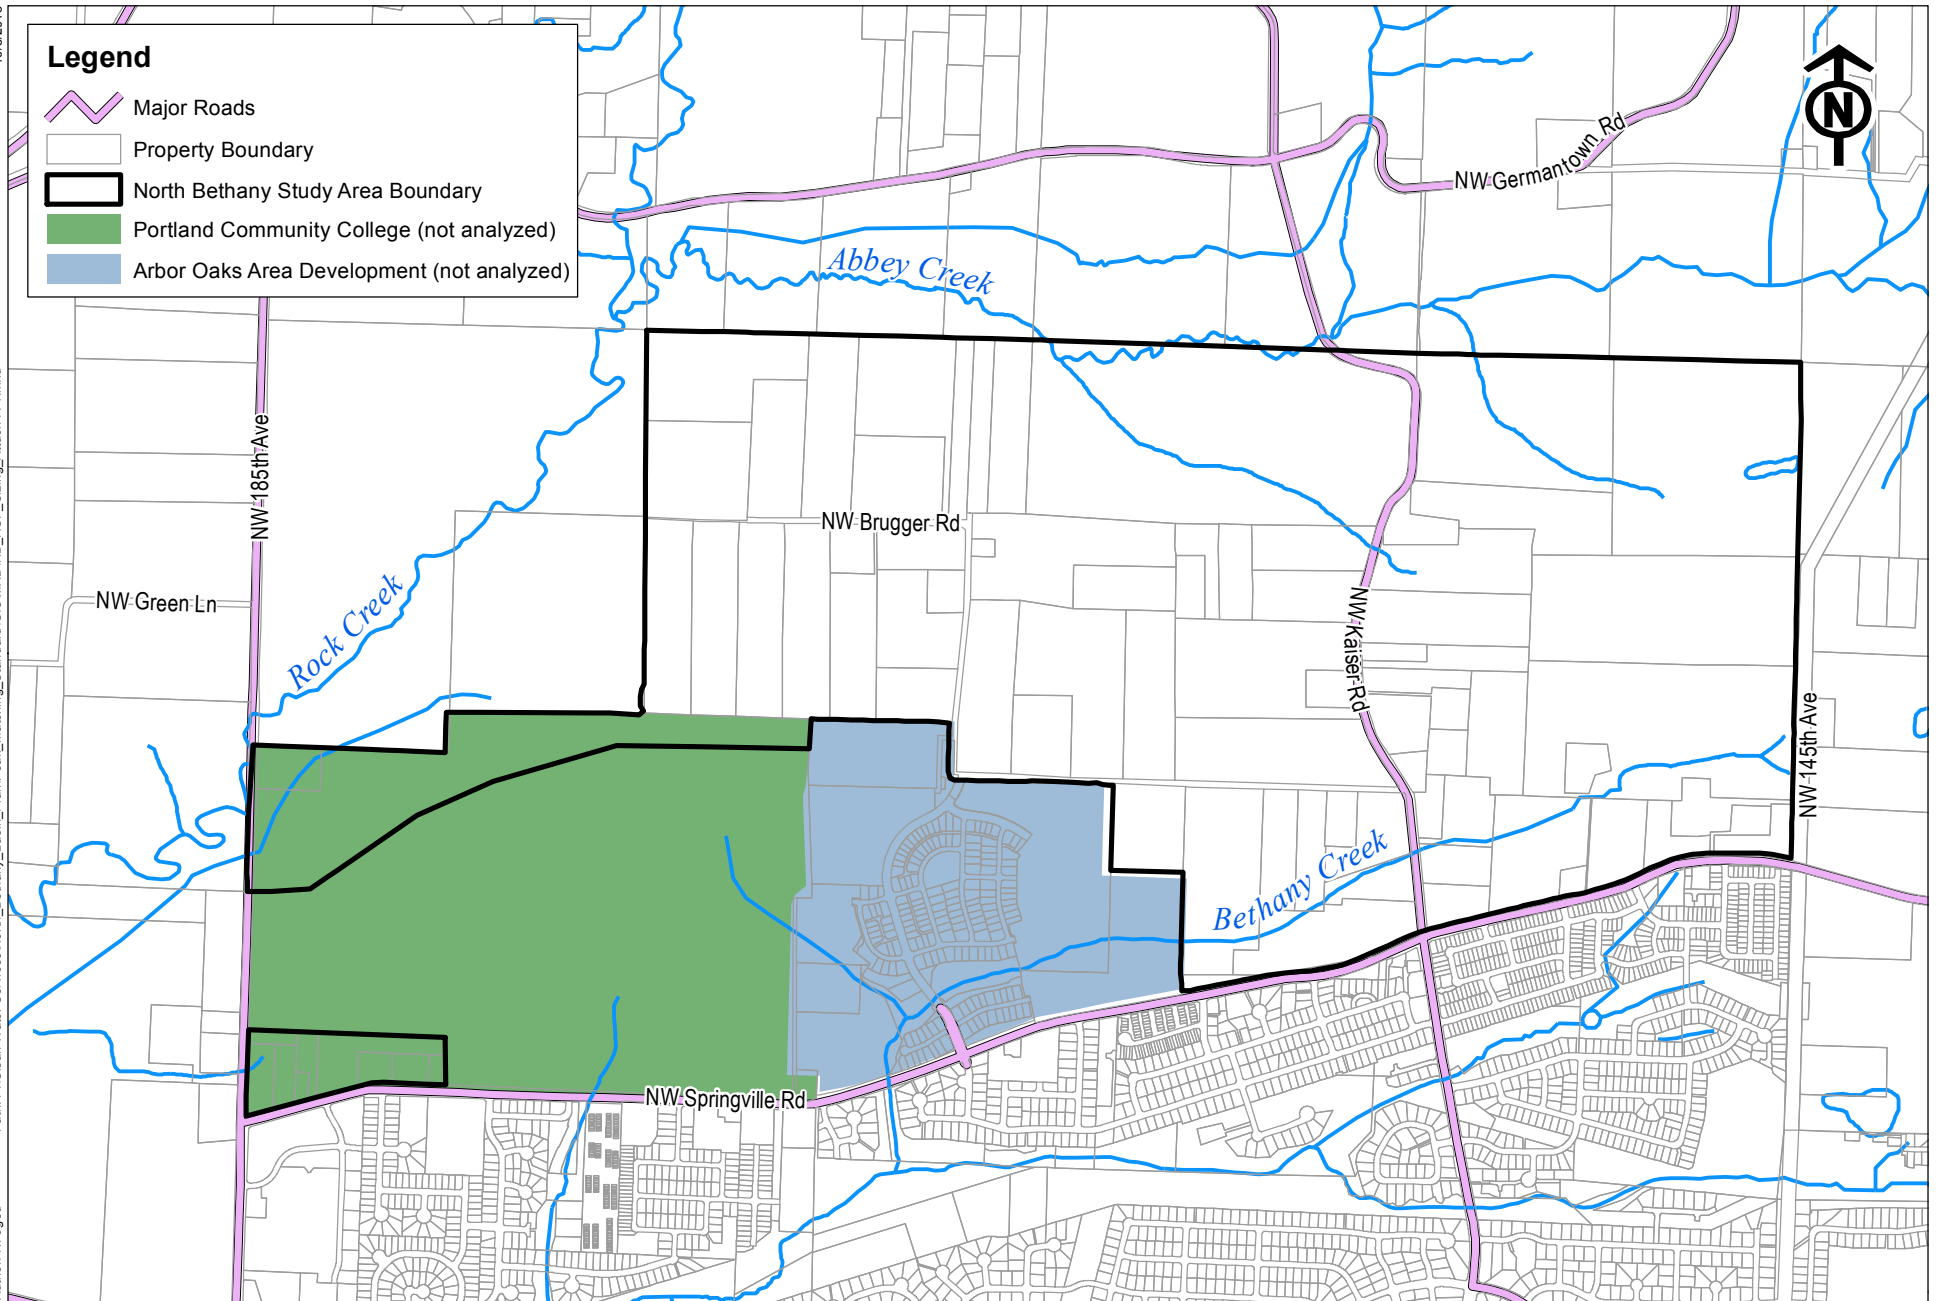 Legend
Major Roads
Property Boundary
North Bethany Study Area Boundary
Portland Community College (not analyzed)
Arbor Oaks Area Development (not analyzed)
N
NW Germantown Rd
Abbey Creek
NW 185th Ave
NW Brugger Rd
NW Green Ln
Rock Creek
NW Kaiser Rd
NW 145th Ave
Bethany Creek
NW Springville Rd